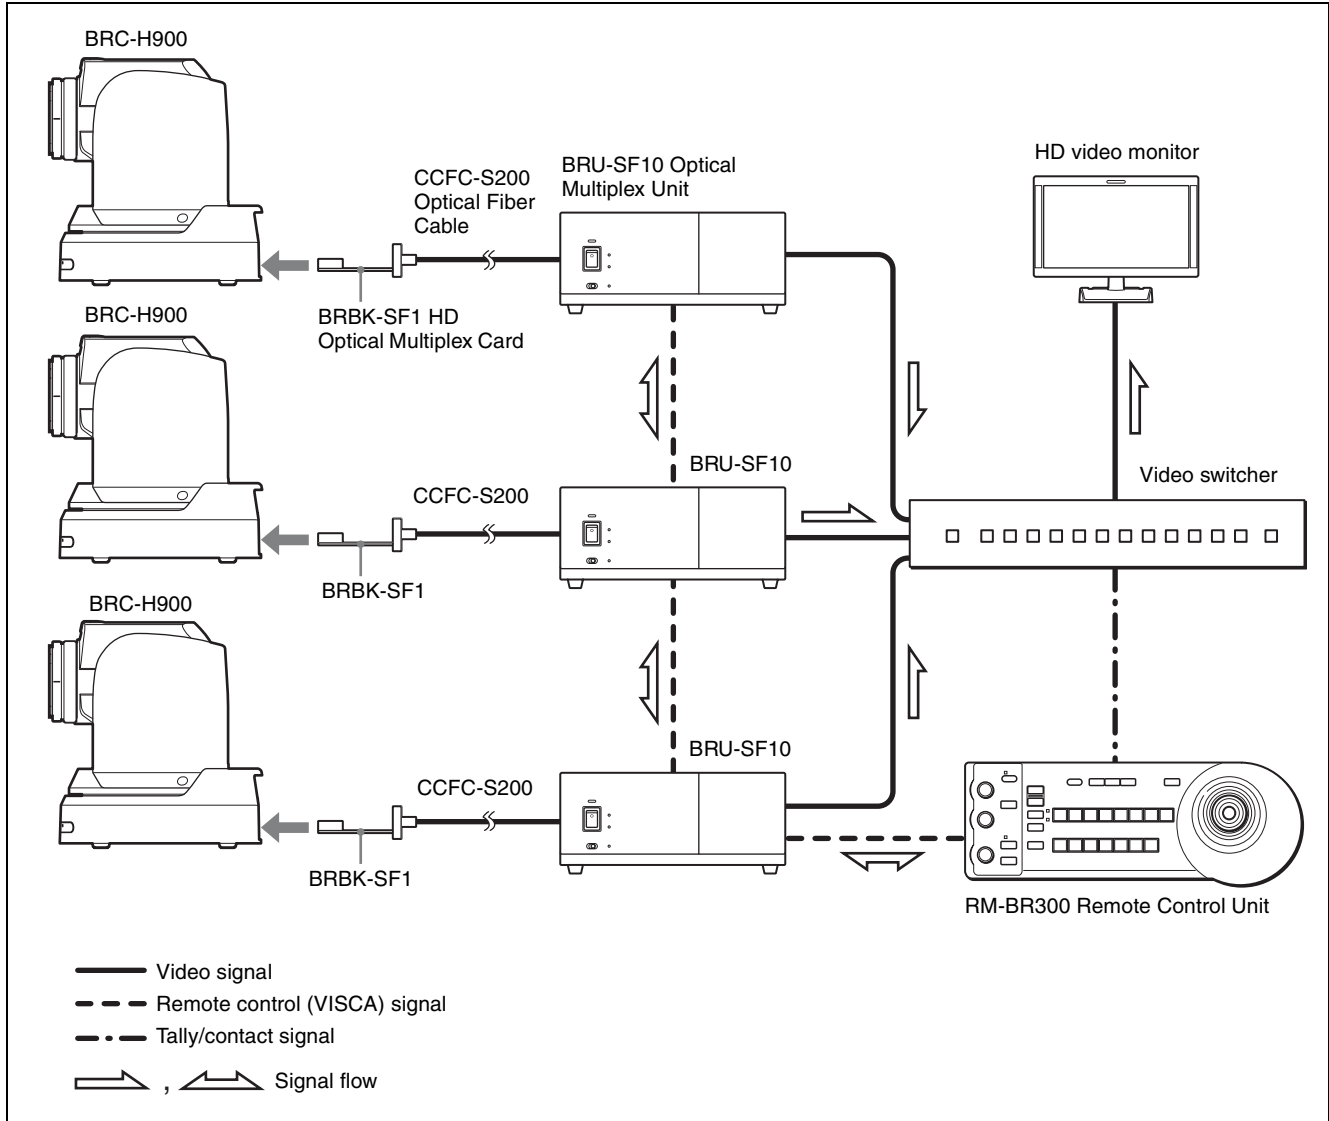 BRC-H900
CCFC-S200
Optical Fiber
Cable
BRU-SF10 Optical
Multiplex Unit
HD video monitor
BRBK-SF1 HD
Optical Multiplex Card
BRC-H900
CCFC-S200
BRU-SF10
Video switcher
BRBK-SF1
BRC-H900
CCFC-S200
BRU-SF10
BRBK-SF1
RM-BR300 Remote Control Unit
Video signal
Remote control (VISCA) signal
Tally/contact signal
, Signal flow